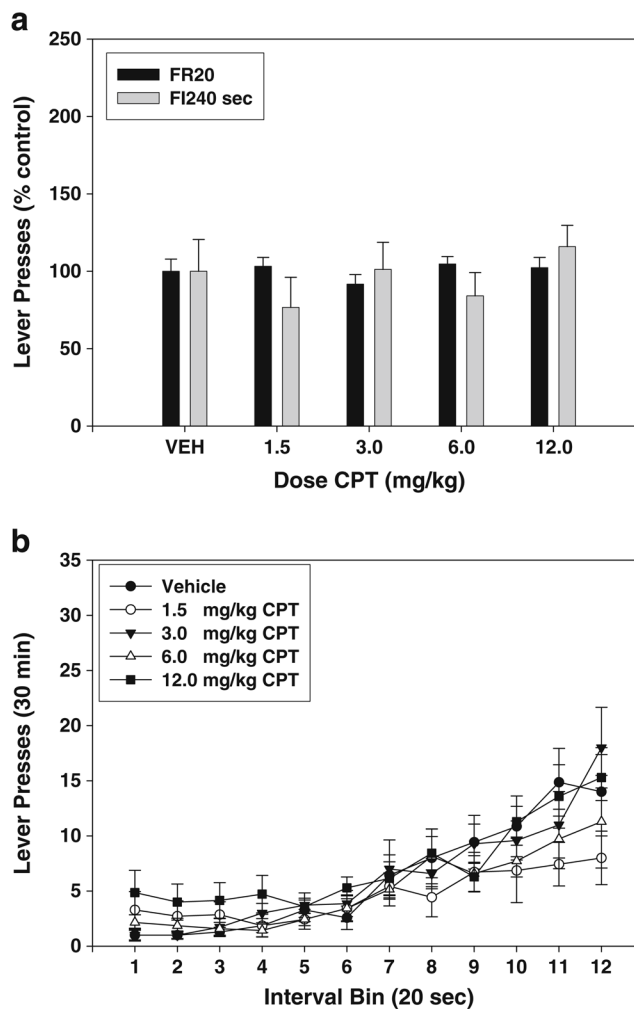 a
250
200
150
100
50
0
Lever Presses (% control)
FR20
FI240 sec
VEH 1.5 3.0 6.0 12.0
Dose CPT (mg/kg)
b
35
30
25
20
15
10
5
0
Lever Presses (30 min)
Vehicle
1.5 mg/kg CPT
3.0 mg/kg CPT
6.0 mg/kg CPT
12.0 mg/kg CPT
1 2 3 4 5 6 7 8 9 10 11 12
Interval Bin (20 sec)